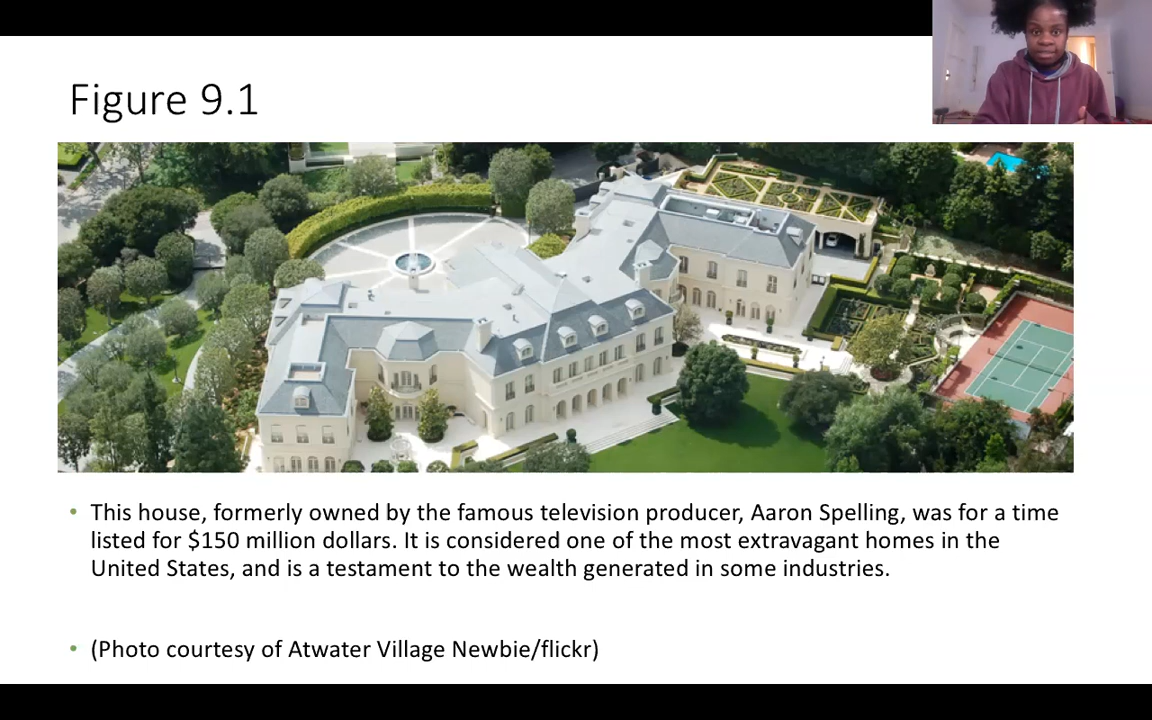 Figure 9.1
• This house, formerly owned by the famous television producer, Aaron Spelling, was for a time
listed for $150 million dollars. It is considered one of the most extravagant homes in the
United States, and is a testament to the wealth generated in some industries.
• (Photo courtesy of Atwater Village Newbie/flickr)